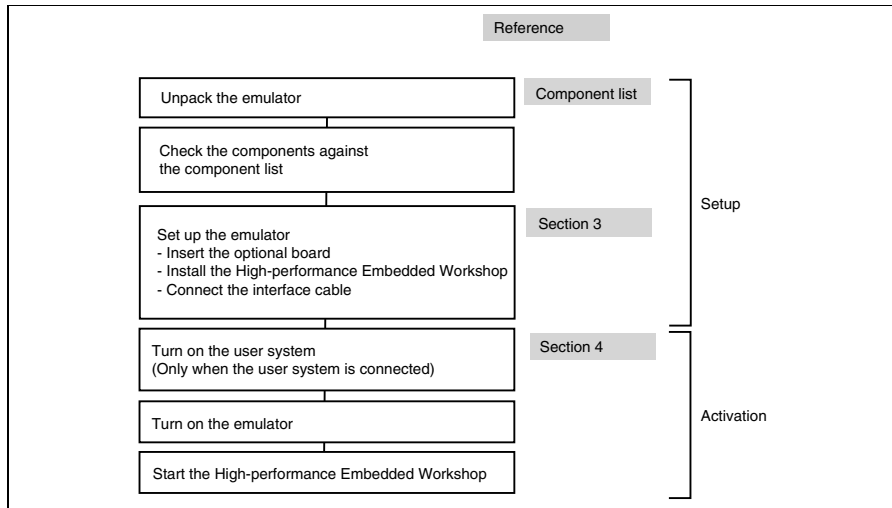 Reference
Unpack the emulator
Component list
Check the components against
the component list
Setup
Section 3
Set up the emulator
- Insert the optional board
- Install the High-performance Embedded Workshop
- Connect the interface cable
Section 4
Turn on the user system
(Only when the user system is connected)
Activation
Turn on the emulator
Start the High-performance Embedded Workshop